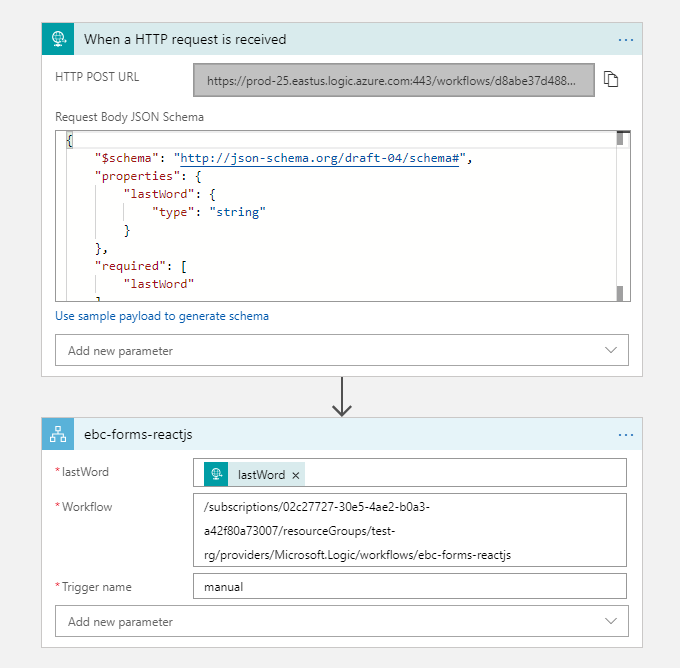 When a HTTP request is received
...
HTTP POST URL
https://prod-25.eastus.logic.azure.com:443/workflows/d8abe37d488...
Request Body JSON Schema
{
"$schema": "http://json-schema.org/draft-04/schema#",
"properties": {
"lastWord": {
"type": "string"
}
},
"required": [
"lastWord"
]
Use sample payload to generate schema
Add new parameter
ebc-forms-reactjs
...
*lastWord
lastWord ×
*Workflow
/subscriptions/02c27727-30e5-4ae2-b0a3-
a42f80a73007/resourceGroups/test-
rg/providers/Microsoft.Logic/workflows/ebc-forms-reactjs
*Trigger name
manual
Add new parameter